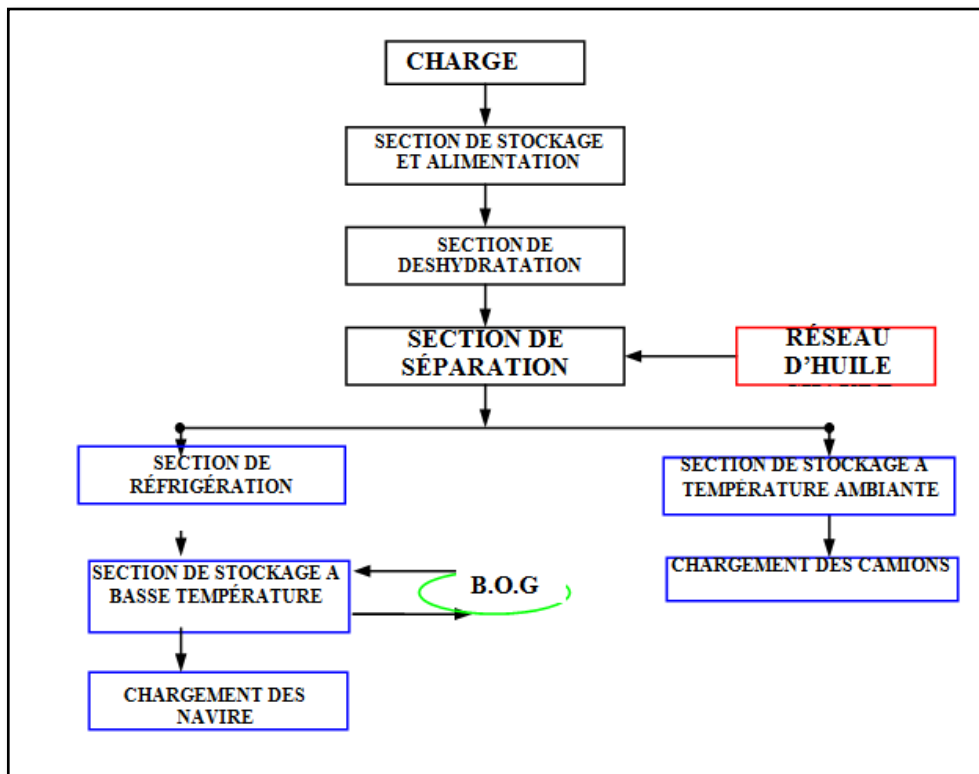 CHARGE
SECTION DE STOCKAGE
ET ALIMENTATION
SECTION DE
DESHYDRATATION
SECTION DE
SÉPARATION
RÉSEAU
D’HUILE
SECTION DE
RÉFRIGÉRATION
SECTION DE STOCKAGE A
TEMPÉRATURE AMBIANTE
SECTION DE STOCKAGE A
BASSE TEMPÉRATURE
B.O.G
CHARGEMENT DES CAMIONS
CHARGEMENT DES
NAVIRE